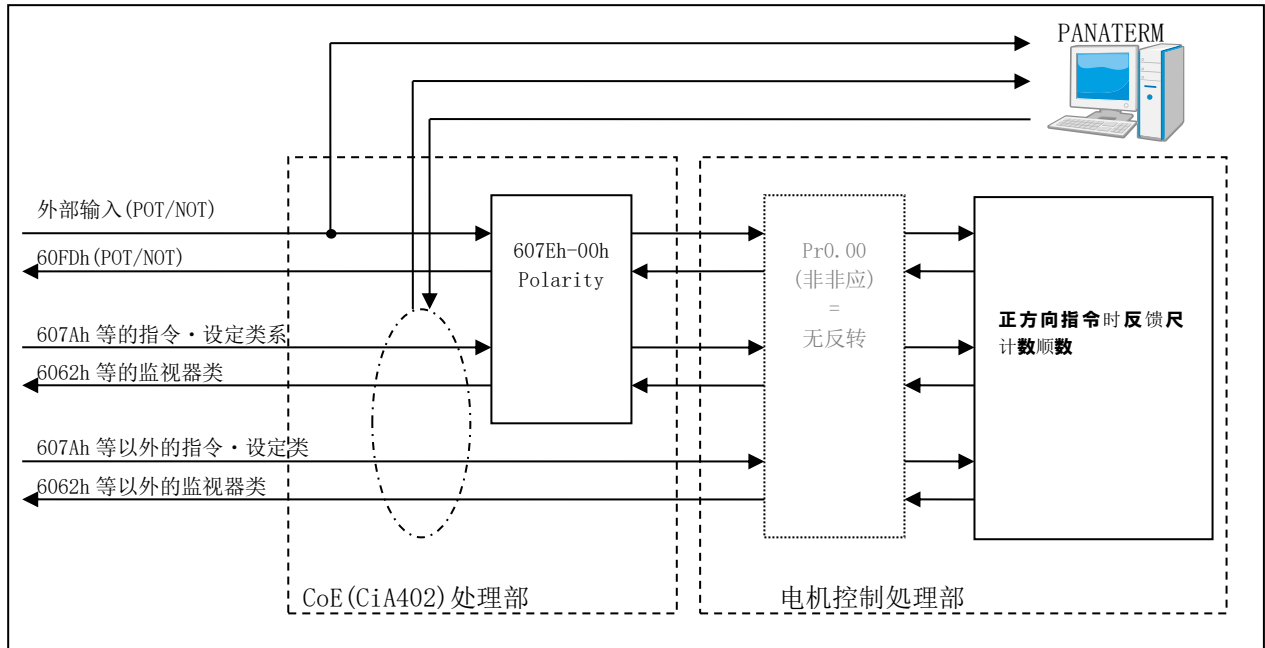 PANATERM
外部输入(POT/NOT)
60FDh(POT/NOT)
607Eh-00h
Polarity
Pr0.00
(非非应)
=
无反转
正方向指令时反馈尺
计数顺数
607Ah 等的指令・设定类系
6062h 等的监视器类
607Ah 等以外的指令・设定类
6062h 等以外的监视器类
CoE(CiA402)处理部
电机控制処理部